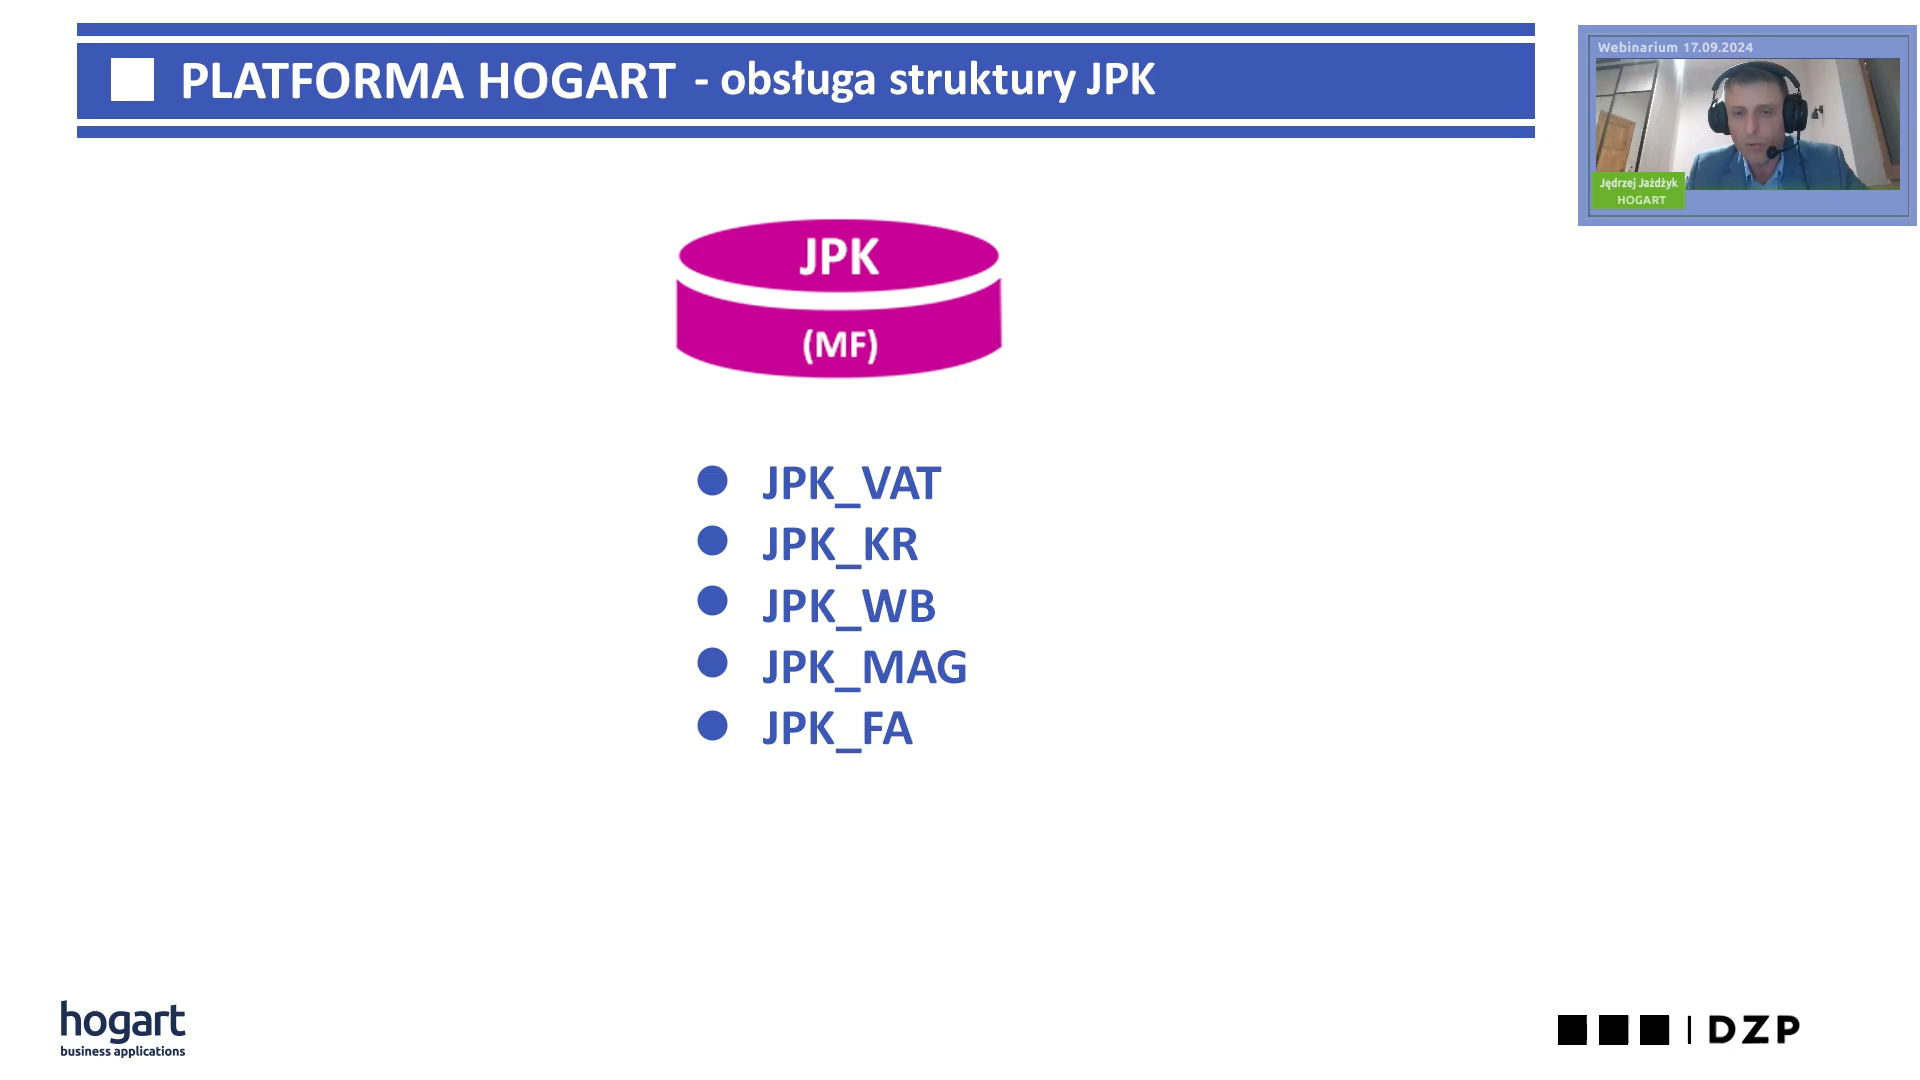 PLATFORMA HOGART - obsługa struktury JPK
Webinarium 17.09.2024
Jędrzej Jażdżyk
HOGART
JPK
(MF)
JPK_VAT
JPK_KR
JPK_WB
JPK_MAG
JPK_FA
hogart
business applications
DZP